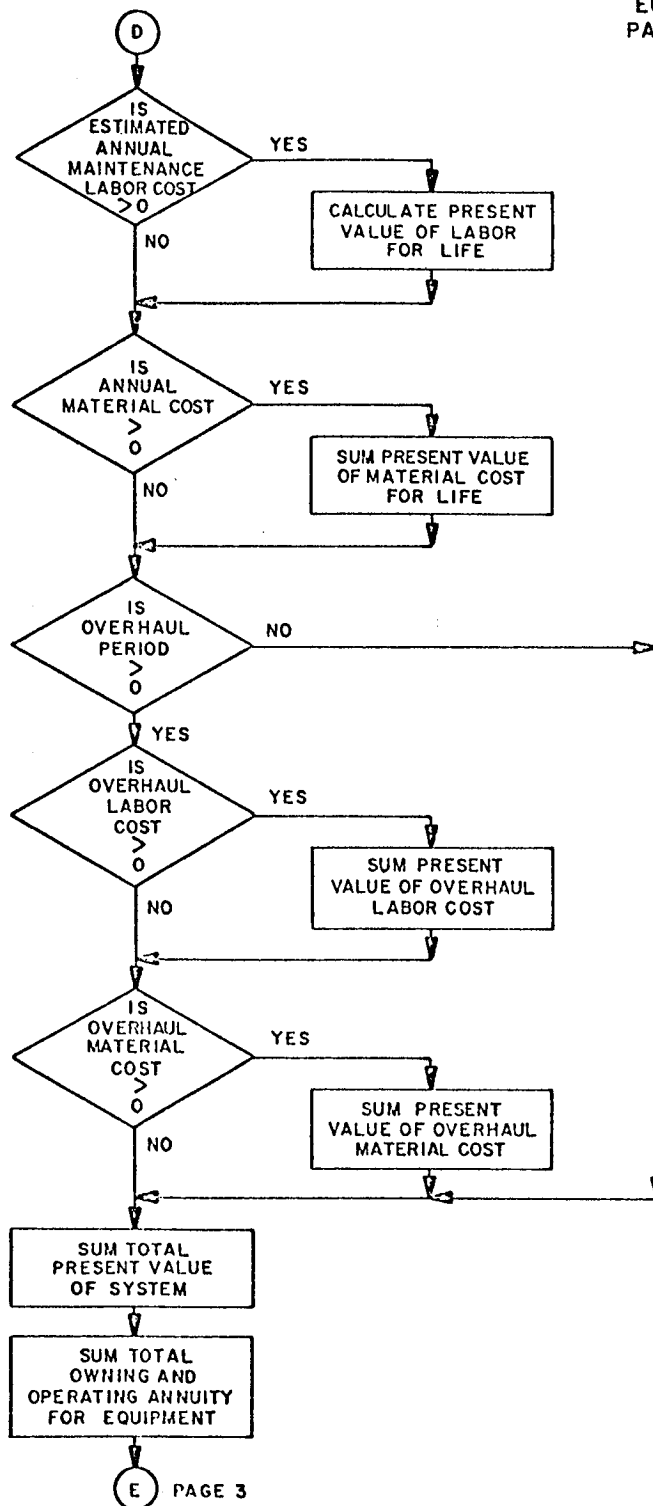 D
IS
ESTIMATED
ANNUAL
MAINTENANCE
LABOR COST
>0
YES
NO
CALCULATE PRESENT
VALUE OF LABOR
FOR LIFE
IS
ANNUAL
MATERIAL COST
>
0
YES
NO
SUM PRESENT VALUE
OF MATERIAL COST
FOR LIFE
IS
OVERHAUL
PERIOD
>
0
NO
YES
IS
OVERHAUL
LABOR
COST
>
0
YES
NO
SUM PRESENT
VALUE OF OVERHAUL
LABOR COST
IS
OVERHAUL
MATERIAL
COST
>
0
YES
NO
SUM PRESENT
VALUE OF OVERHAUL
MATERIAL COST
SUM TOTAL
PRESENT VALUE
OF SYSTEM
SUM TOTAL
OWNING AND
OPERATING ANNUITY
FOR EQUIPMENT
E PAGE 3